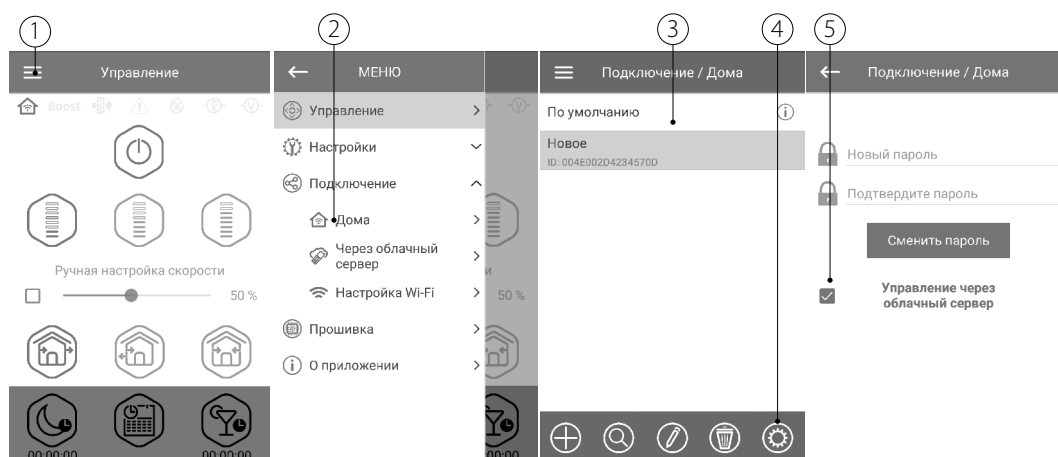 1
2
3
4
5
Управление
Boost
Ручная настройка скорости
50 %
00:00:00
00:00:00
МЕНЮ
Управление
Настройки
Подключение
Дома
Через облачный
сервер
Настройка Wi-Fi
Прошивка
О приложении
и
50 %
00:00
Подключение / Дома
По умолчанию
Новое
ID: 004E002D4234570D
Подключение / Дома
Новый пароль
Подтвердите пароль
Сменить пароль
Управление через
облачный сервер